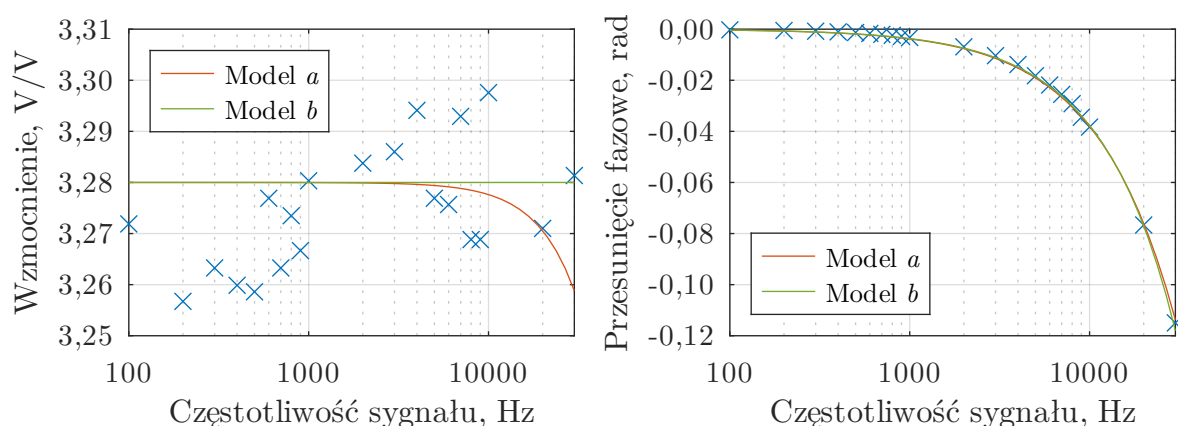 Wzmocnienie, V/V
3,31
3,30
3,29
3,28
3,27
3,26
3,25
Model a
Model b
100
1000
10000
Częstotliwość sygnału, Hz
Przesunięcie fazowe, rad
0,00
-0,02
-0,04
-0,06
-0,08
-0,10
-0,12
Model a
Model b
100
1000
10000
Częstotliwość sygnału, Hz